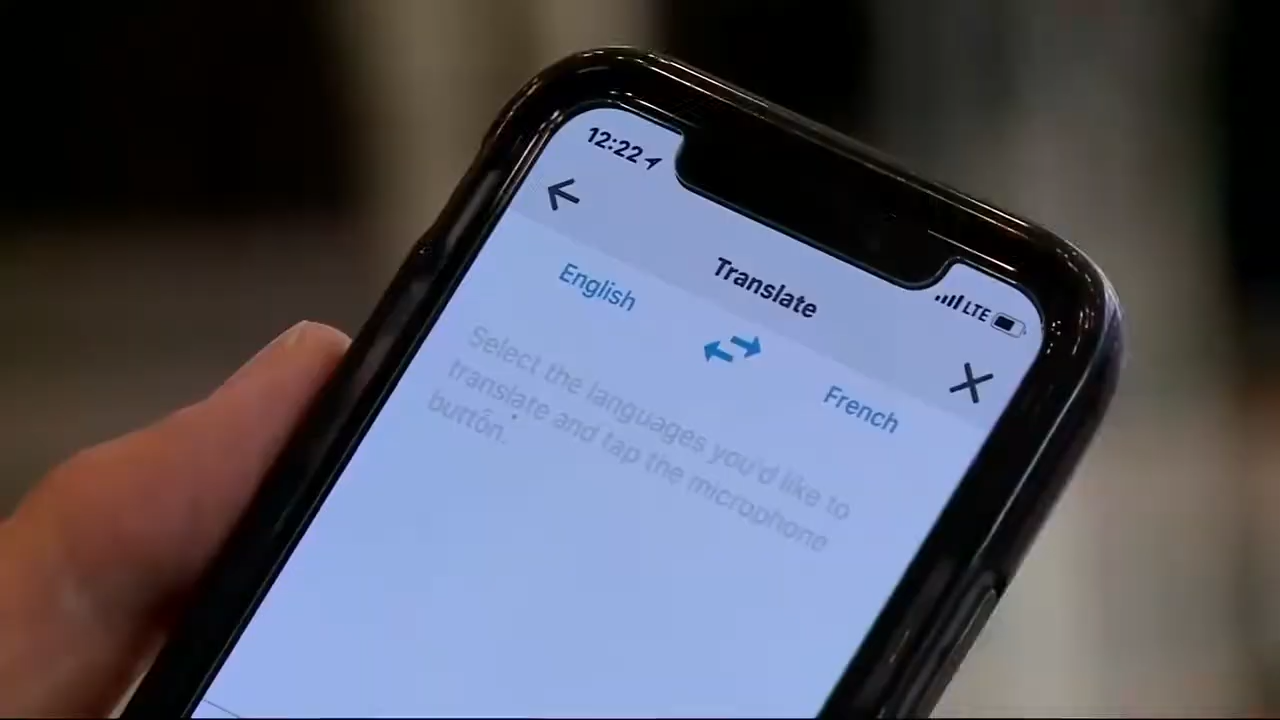 12:22
LTE
Translate
English
French
Select the languages you'd like to
translate and tap the microphone
button.